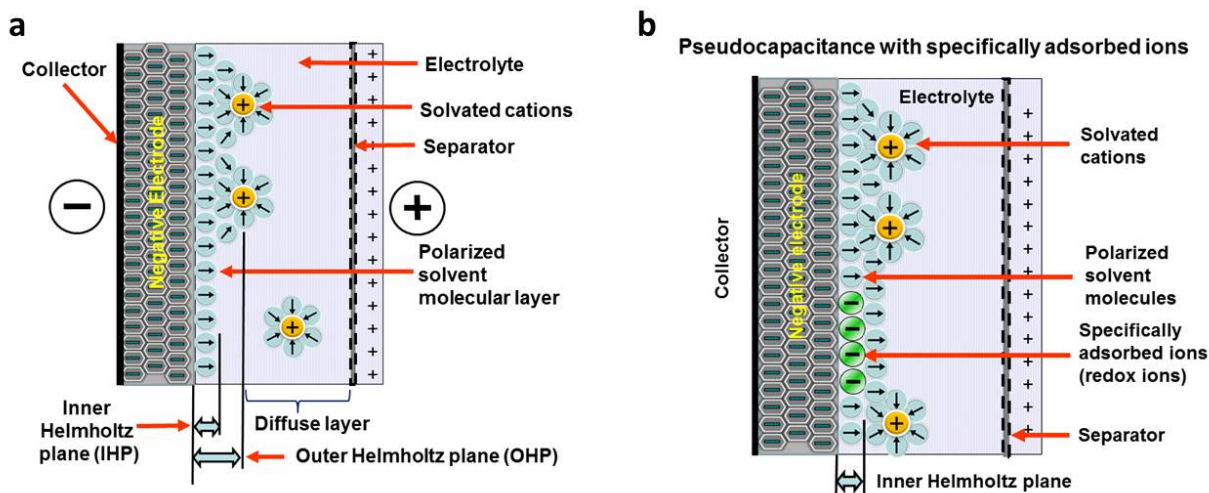 a
Collector
Negative Electrode
Electrolyte
Solvated cations
Separator
−
+
Polarized
solvent
molecular layer
Inner
Helmholtz
plane (IHP)
Diffuse layer
Outer Helmholtz plane (OHP)
b
Pseudocapacitance with specifically adsorbed ions
Collector
Negative electrode
Electrolyte
Solvated
cations
Polarized
solvent
molecules
Specifically
adsorbed ions
(redox ions)
Separator
Inner Helmholtz plane